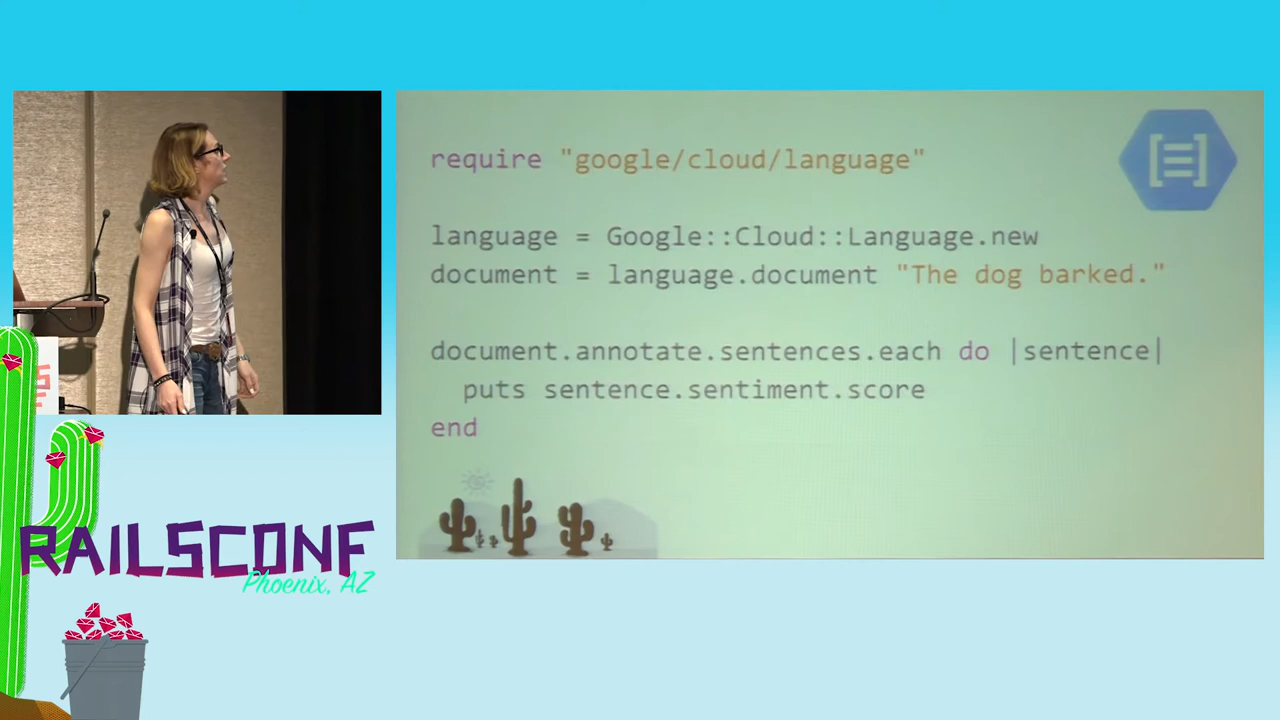 require "google/cloud/language"
language = Google::Cloud::Language.new
document = language.document "The dog barked."
document.annotate.sentences.each do |sentence|
puts sentence.sentiment.score
end
RAILSCONF
Phoenix, AZ